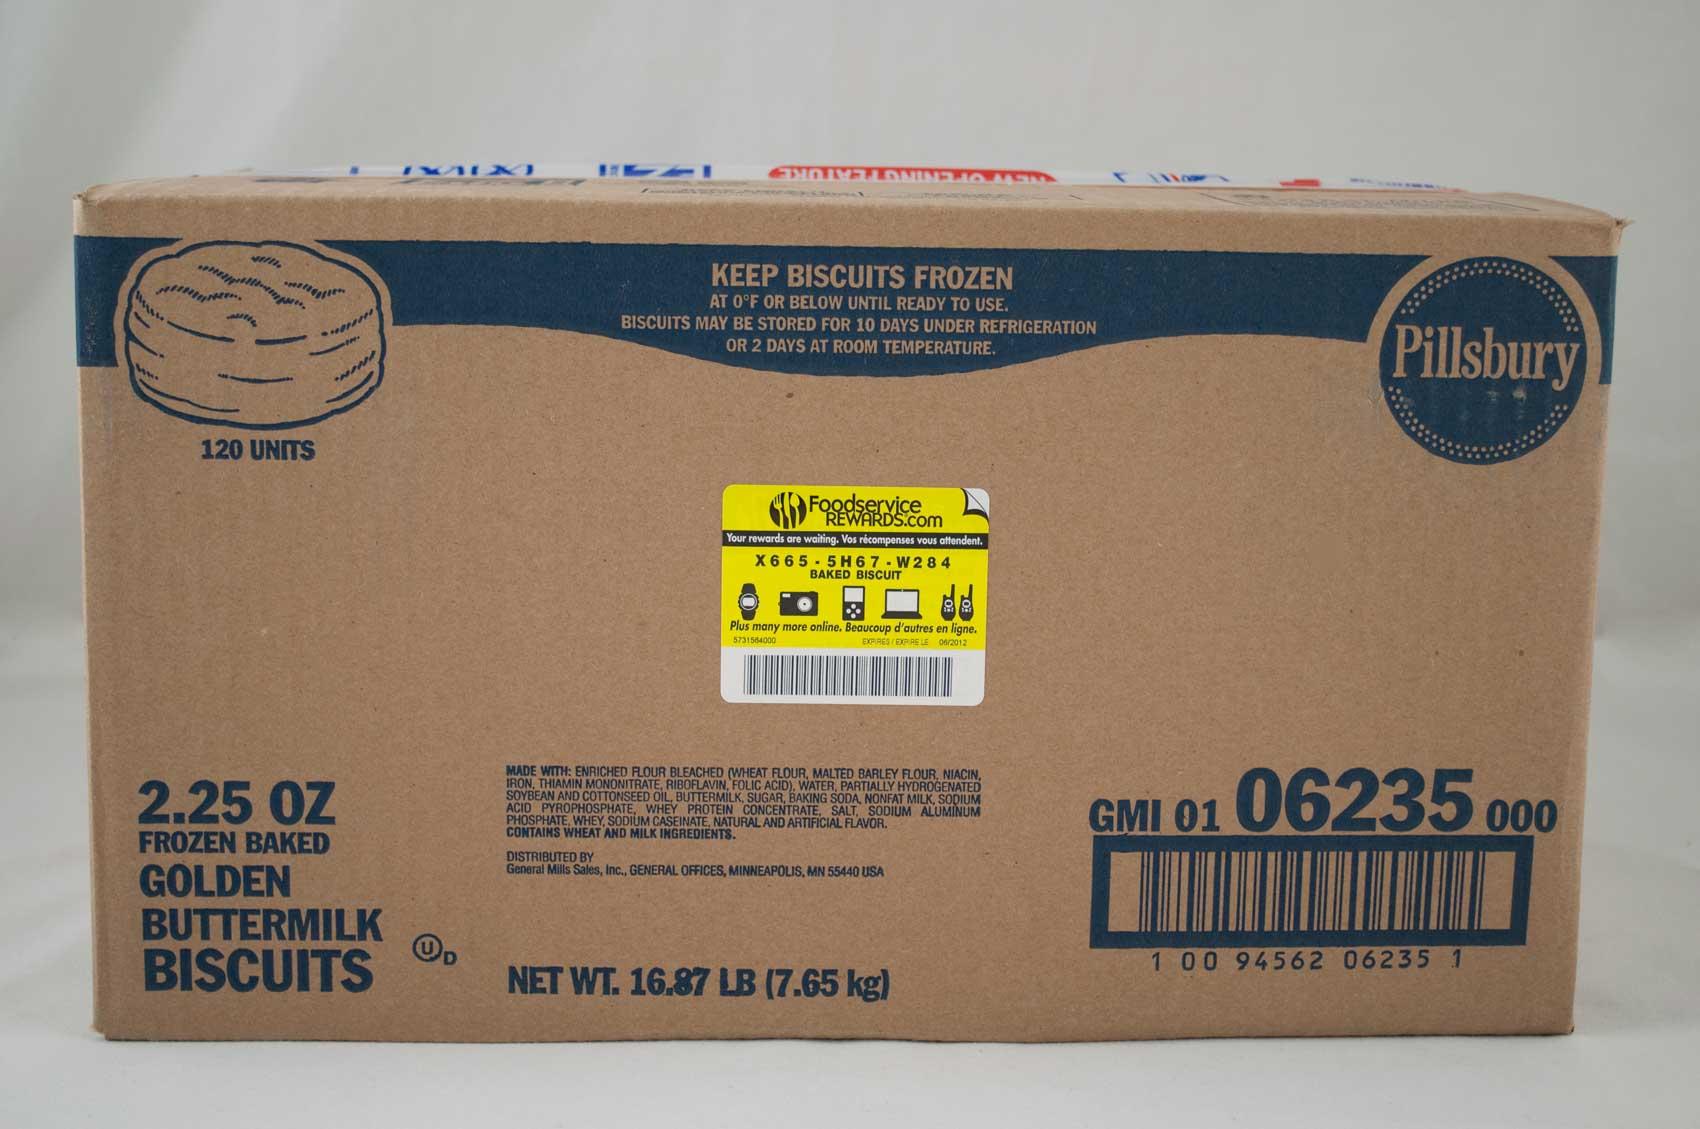 NEW OPENING FEATURE
KEEP BISCUITS FROZEN
AT 0°F OR BELOW UNTIL READY TO USE.
BISCUITS MAY BE STORED FOR 10 DAYS UNDER REFRIGERATION
OR 2 DAYS AT ROOM TEMPERATURE.
Pillsbury
120 UNITS
Foodservice
REWARDS.com
Your rewards are waiting. Vos récompenses vous attendent.
X665-5H67-W284
BAKED BISCUIT
Plus many more online. Beaucoup d'autres en ligne.
5731564000 EXPIRES / EXPIRE LE 06/2012
2.25 OZ
FROZEN BAKED
GOLDEN
BUTTERMILK
BISCUITS
U D
MADE WITH: ENRICHED FLOUR BLEACHED (WHEAT FLOUR, MALTED BARLEY FLOUR, NIACIN,
IRON, THIAMIN MONONITRATE, RIBOFLAVIN, FOLIC ACID), WATER, PARTIALLY HYDROGENATED
SOYBEAN AND COTTONSEED OIL, BUTTERMILK, SUGAR, BAKING SODA, NONFAT MILK, SODIUM
ACID PYROPHOSPHATE, WHEY PROTEIN CONCENTRATE, SALT, SODIUM ALUMINUM
PHOSPHATE, WHEY, SODIUM CASEINATE, NATURAL AND ARTIFICIAL FLAVOR.
CONTAINS WHEAT AND MILK INGREDIENTS.
DISTRIBUTED BY
General Mills Sales, Inc., GENERAL OFFICES, MINNEAPOLIS, MN 55440 USA
NET WT. 16.87 LB (7.65 kg)
GMI 01 06235 000
1 00 94562 06235 1